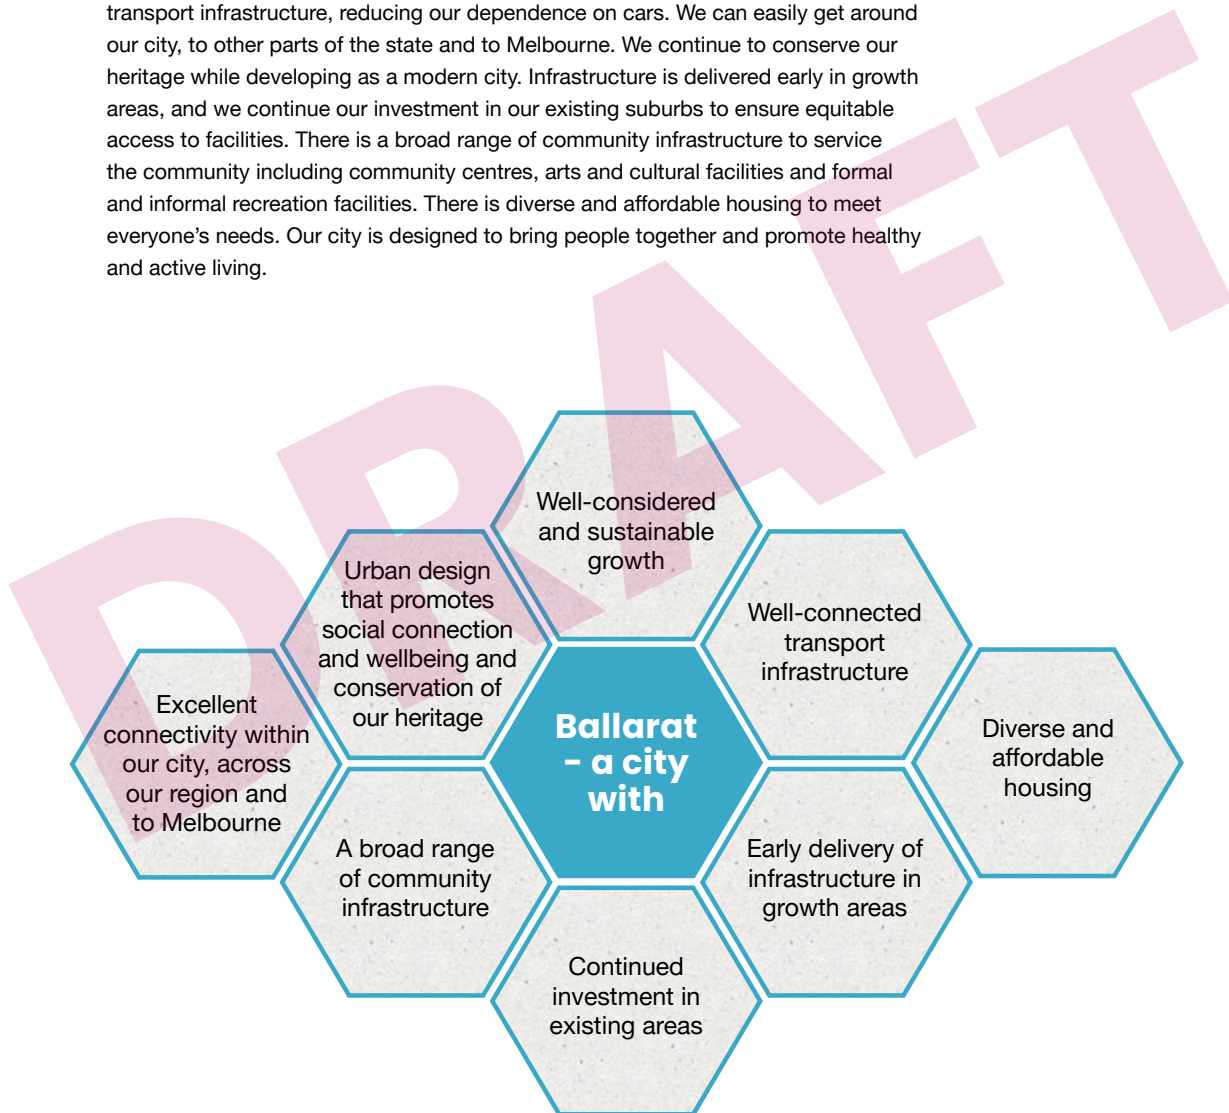 transport infrastructure, reducing our dependence on cars. We can easily get around
our city, to other parts of the state and to Melbourne. We continue to conserve our
heritage while developing as a modern city. Infrastructure is delivered early in growth
areas, and we continue our investment in our existing suburbs to ensure equitable
access to facilities. There is a broad range of community infrastructure to service
the community including community centres, arts and cultural facilities and formal
and informal recreation facilities. There is diverse and affordable housing to meet
everyone’s needs. Our city is designed to bring people together and promote healthy
and active living.
DRAFT
Well-considered
and sustainable
growth
Urban design
that promotes
social connection
and wellbeing and
conservation of
our heritage
Well-connected
transport
infrastructure
Excellent
connectivity within
our city, across
our region and
to Melbourne
Ballarat
- a city
with
Diverse and
affordable
housing
A broad range
of community
infrastructure
Early delivery of
infrastructure in
growth areas
Continued
investment in
existing areas